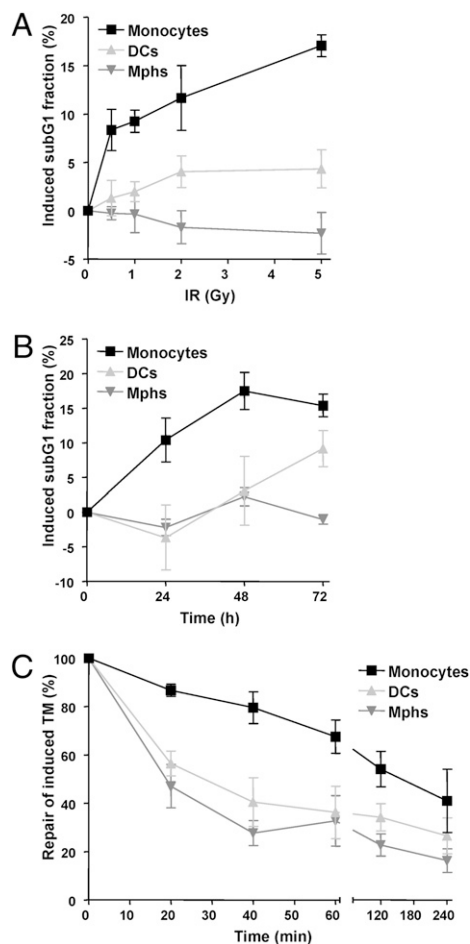 A
Monocytes
DCs
Mphs
Induced subG1 fraction (%)
20
15
10
5
0
-5
0 1 2 3 4 5
IR (Gy)
B
Monocytes
DCs
Mphs
Induced subG1 fraction (%)
25
20
15
10
5
0
-5
-10
0 24 48 72
Time (h)
C
Monocytes
DCs
Mphs
Repair of induced TM (%)
100
80
60
40
20
0
0 10 20 30 40 50 60 120 180 240
Time (min)